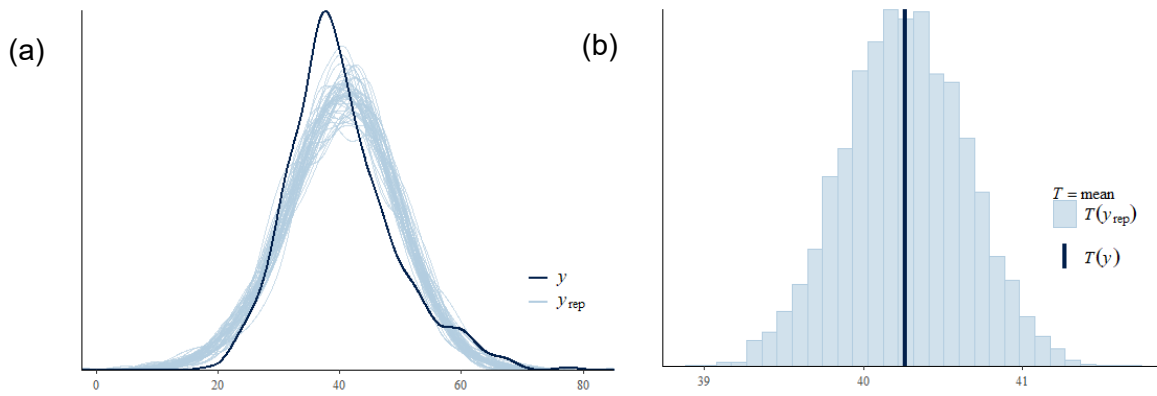 (a)
y
y rep
0 20 40 60 80
(b)
T = mean
T(y rep)
T(y)
39 40 41